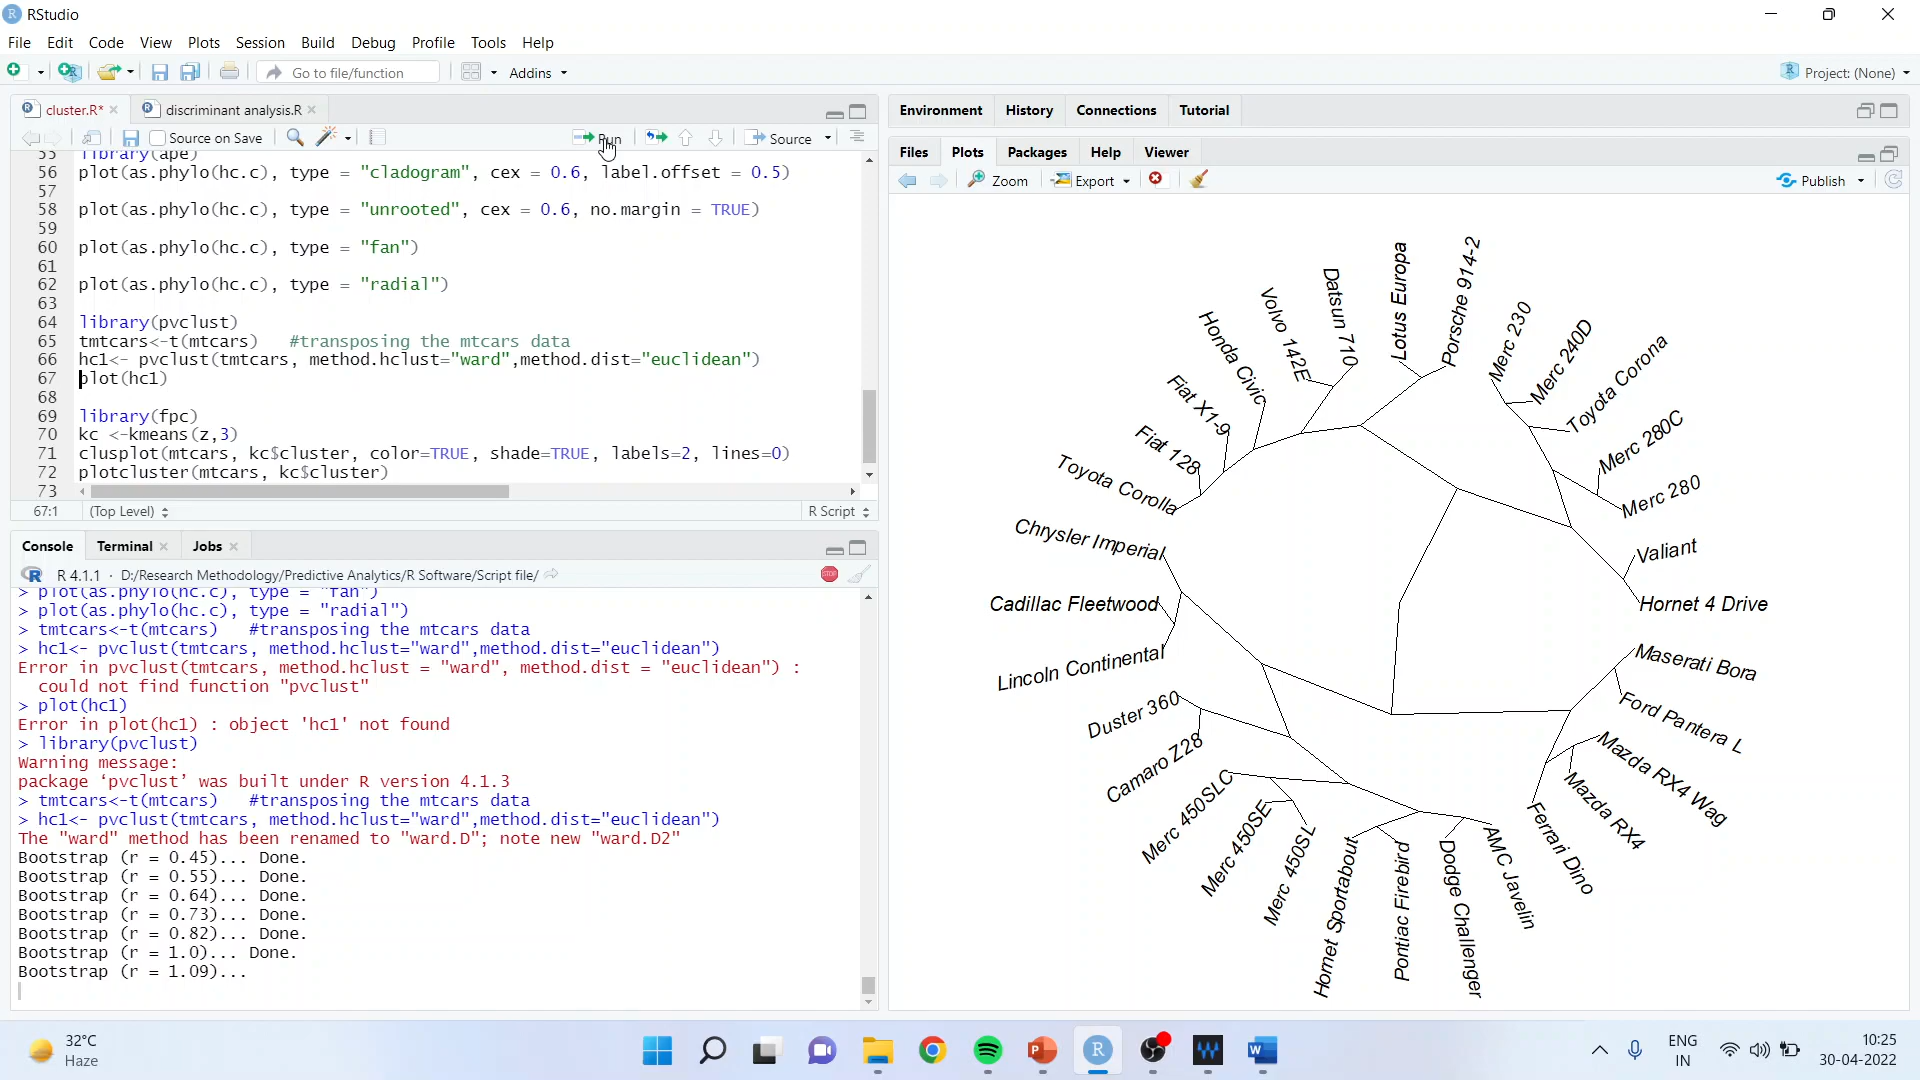 RStudio
File Edit Code View Plots Session Build Debug Profile Tools Help
Go to file/function Addins Project: (None)
cluster.R* discriminant analysis.R
Source on Save Run Source
55 library(ape)
56 plot(as.phylo(hc.c), type = "cladogram", cex = 0.6, label.offset = 0.5)
57
58 plot(as.phylo(hc.c), type = "unrooted", cex = 0.6, no.margin = TRUE)
59
60 plot(as.phylo(hc.c), type = "fan")
61
62 plot(as.phylo(hc.c), type = "radial")
63
64 library(pvclust)
65 tmtcars<-t(mtcars) #transposing the mtcars data
66 hc1<- pvclust(tmtcars, method.hclust="ward",method.dist="euclidean")
67 plot(hc1)
68
69 library(fpc)
70 kc <-kmeans(z,3)
71 clusplot(mtcars, kc$cluster, color=TRUE, shade=TRUE, labels=2, lines=0)
72 plotcluster(mtcars, kc$cluster)
73
67:1 (Top Level) R Script
Console Terminal Jobs
R 4.1.1 · D:/Research Methodology/Predictive Analytics/R Software/Script file/
> plot(as.phylo(hc.c), type = "fan")
> plot(as.phylo(hc.c), type = "radial")
> tmtcars<-t(mtcars) #transposing the mtcars data
> hc1<- pvclust(tmtcars, method.hclust="ward",method.dist="euclidean")
Error in pvclust(tmtcars, method.hclust = "ward", method.dist = "euclidean") :
could not find function "pvclust"
> plot(hc1)
Error in plot(hc1) : object 'hc1' not found
> library(pvclust)
Warning message:
package ‘pvclust’ was built under R version 4.1.3
> tmtcars<-t(mtcars) #transposing the mtcars data
> hc1<- pvclust(tmtcars, method.hclust="ward",method.dist="euclidean")
The "ward" method has been renamed to "ward.D"; note new "ward.D2"
Bootstrap (r = 0.45)... Done.
Bootstrap (r = 0.55)... Done.
Bootstrap (r = 0.64)... Done.
Bootstrap (r = 0.73)... Done.
Bootstrap (r = 0.82)... Done.
Bootstrap (r = 1.0)... Done.
Bootstrap (r = 1.09)...
Environment History Connections Tutorial
Files Plots Packages Help Viewer
Zoom Export Publish
Porsche 914-2
Lotus Europa
Datsun 710
Volvo 142E
Honda Civic
Fiat X1-9
Fiat 128
Toyota Corolla
Chrysler Imperial
Cadillac Fleetwood
Lincoln Continental
Duster 360
Camaro Z28
Merc 450SLC
Merc 450SE
Merc 450SL
Hornet Sportabout
Pontiac Firebird
Dodge Challenger
AMC Javelin
Ferrari Dino
Mazda RX4
Mazda RX4 Wag
Ford Pantera L
Maserati Bora
Hornet 4 Drive
Valiant
Merc 280
Merc 280C
Toyota Corona
Merc 240D
Merc 230
32°C
Haze
ENG
IN
10:25
30-04-2022